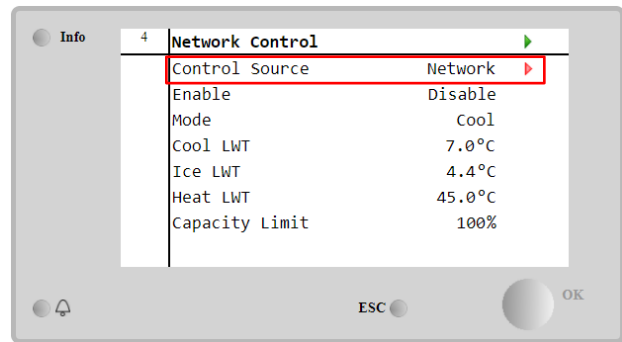 Info
4 Network Control
Control Source Network
Enable Disable
Mode Cool
Cool LWT 7.0°C
Ice LWT 4.4°C
Heat LWT 45.0°C
Capacity Limit 100%
ESC
OK